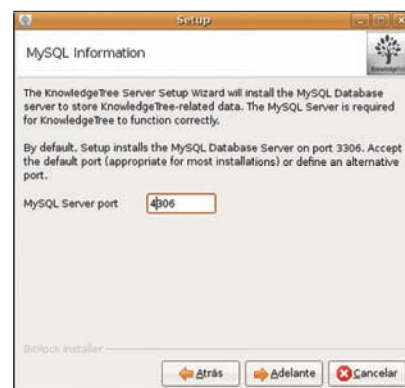 Setup
MySQL Information
KnowledgeTree
The KnowledgeTree Server Setup Wizard will install the MySQL Database
server to store KnowledgeTree-related data. The MySQL Server is required
for KnowledgeTree to function correctly.
By default. Setup installs the MySQL Database Server on port 3306. Accept
the default port (appropriate for most installations) or define an alternative
port.
MySQL Server port 4306
BitRock Installer
Atrás Adelante Cancelar